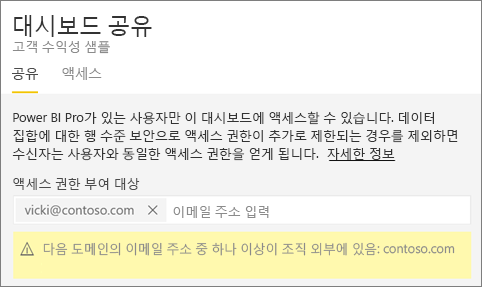 대시보드 공유
고객 수익성 샘플
공유 액세스
Power BI Pro가 있는 사용자만 이 대시보드에 액세스할 수 있습니다. 데이터
집합에 대한 행 수준 보안으로 액세스 권한이 추가로 제한되는 경우를 제외하면
수신자는 사용자와 동일한 액세스 권한을 얻게 됩니다. 자세한 정보
액세스 권한 부여 대상
vicki@contoso.com 이메일 주소 입력
다음 도메인의 이메일 주소 중 하나 이상이 조직 외부에 있음: contoso.com